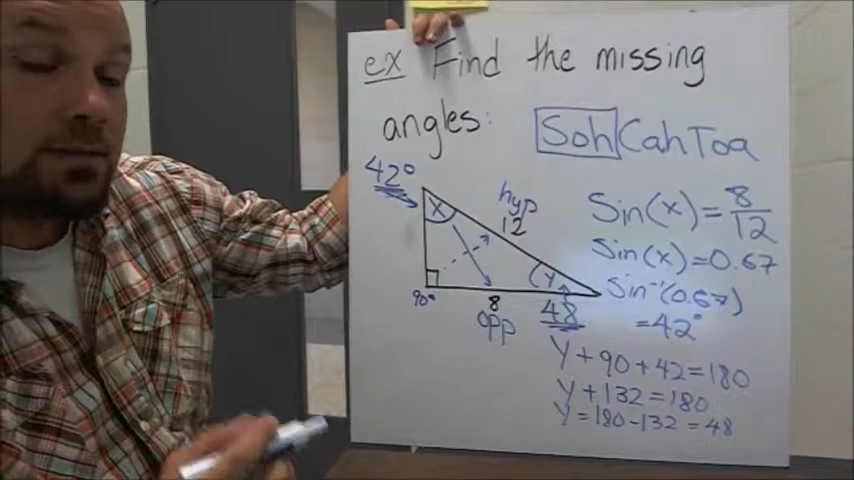 ex Find the missing
angles:
SohCahToa
42°
X
hyp
12
Sin(x) = 8/12
Sin(x) = 0.67
Sin⁻¹(0.67)
= 42°
Y
90°
8
opp
48
Y + 90 + 42 = 180
Y + 132 = 180
Y = 180 - 132 = 48